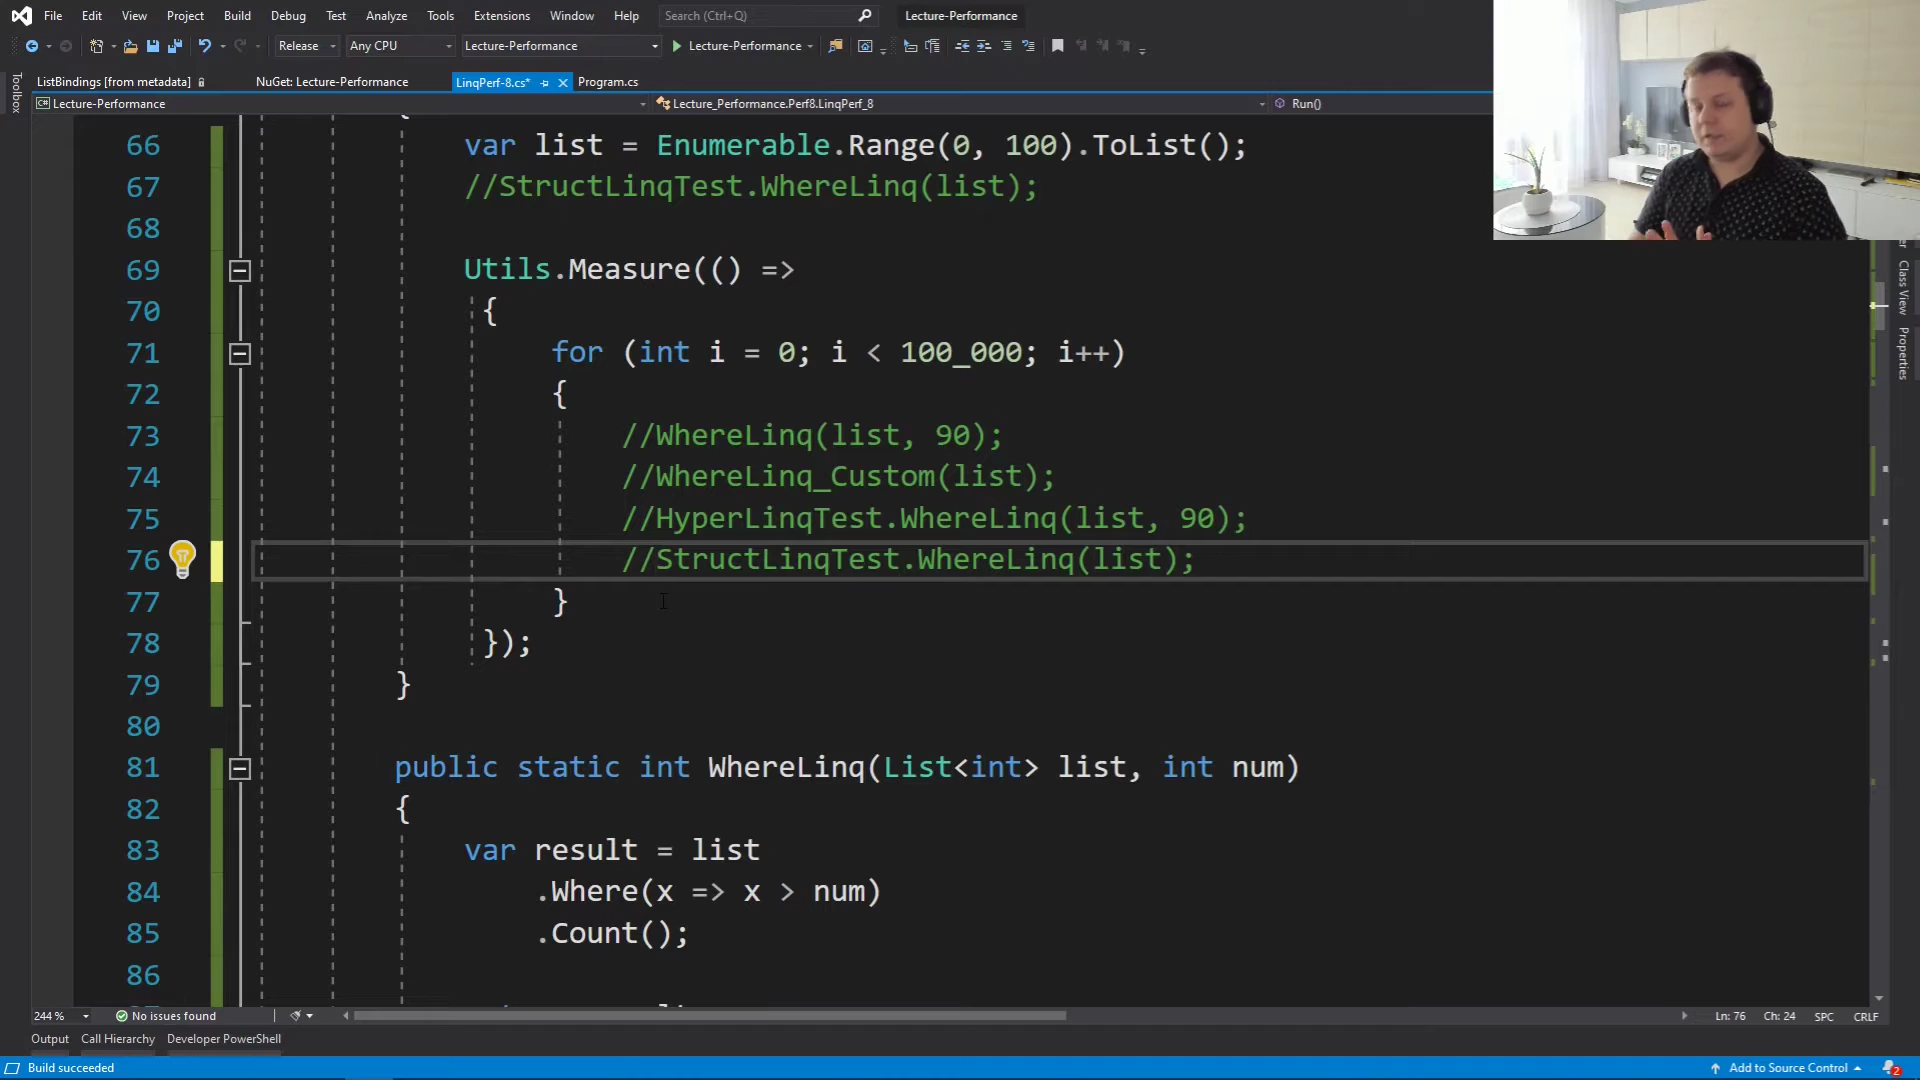 File Edit View Project Build Debug Test Analyze Tools Extensions Window Help Search (Ctrl+Q) Lecture-Performance
Release Any CPU Lecture-Performance Lecture-Performance
ListBindings [from metadata] NuGet: Lecture-Performance LinqPerf-8.cs* Program.cs
Toolbox
C# Lecture-Performance Lecture_Performance.Perf8.LinqPerf_8 Run()
66 var list = Enumerable.Range(0, 100).ToList();
67 //StructLinqTest.WhereLinq(list);
68
69 Utils.Measure(() =>
70 {
71 for (int i = 0; i < 100_000; i++)
72 {
73 //WhereLinq(list, 90);
74 //WhereLinq_Custom(list);
75 //HyperLinqTest.WhereLinq(list, 90);
76 //StructLinqTest.WhereLinq(list);
77 }
78 });
79 }
80
81 public static int WhereLinq(List<int> list, int num)
82 {
83 var result = list
84 .Where(x => x > num)
85 .Count();
86
Class View
Properties
244 % No issues found Ln: 76 Ch: 24 SPC CRLF
Output Call Hierarchy Developer PowerShell
Build succeeded Add to Source Control 2